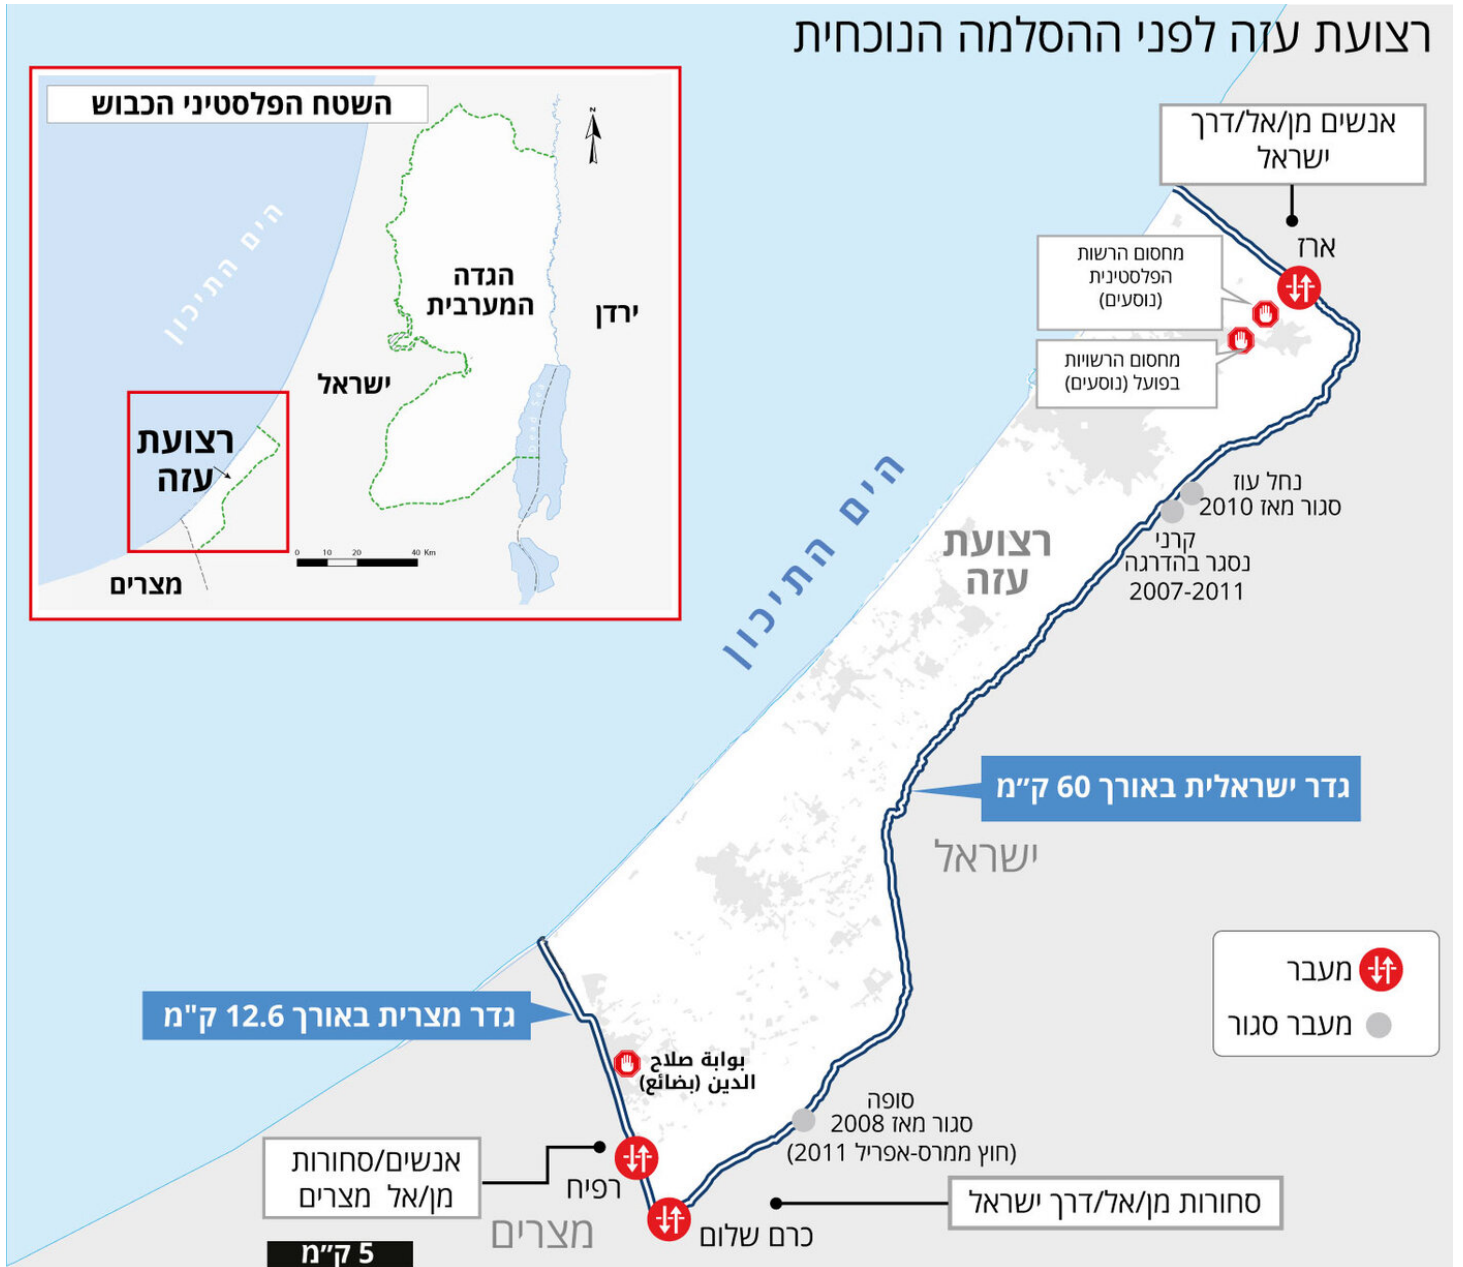 רצועת עזה לפני ההסלמה הנוכחית
השטח הפלסטיני הכבוש
N
הים התיכון
הגדה
המערבית
ירדן
ישראל
Dead Sea
רצועת
עזה
מצרים
0 10 20 40 Km
אנשים מן/אל/דרך
ישראל
ארז
מחסום הרשות
הפלסטינית
(נוסעים)
מחסום הרשויות
בפועל (נוסעים)
הים התיכון
נחל עוז
סגור מאז 2010
קרני
נסגר בהדרגה
2007-2011
רצועת
עזה
גדר ישראלית באורך 60 ק״מ
ישראל
מעבר
מעבר סגור
גדר מצרית באורך 12.6 ק"מ
بوابة صلاح
الدين (بضائع)
סופה
סגור מאז 2008
(חוץ ממרס-אפריל 2011)
אנשים/סחורות
מן/אל מצרים
רפיח
סחורות מן/אל/דרך ישראל
כרם שלום
מצרים
5 ק״מ